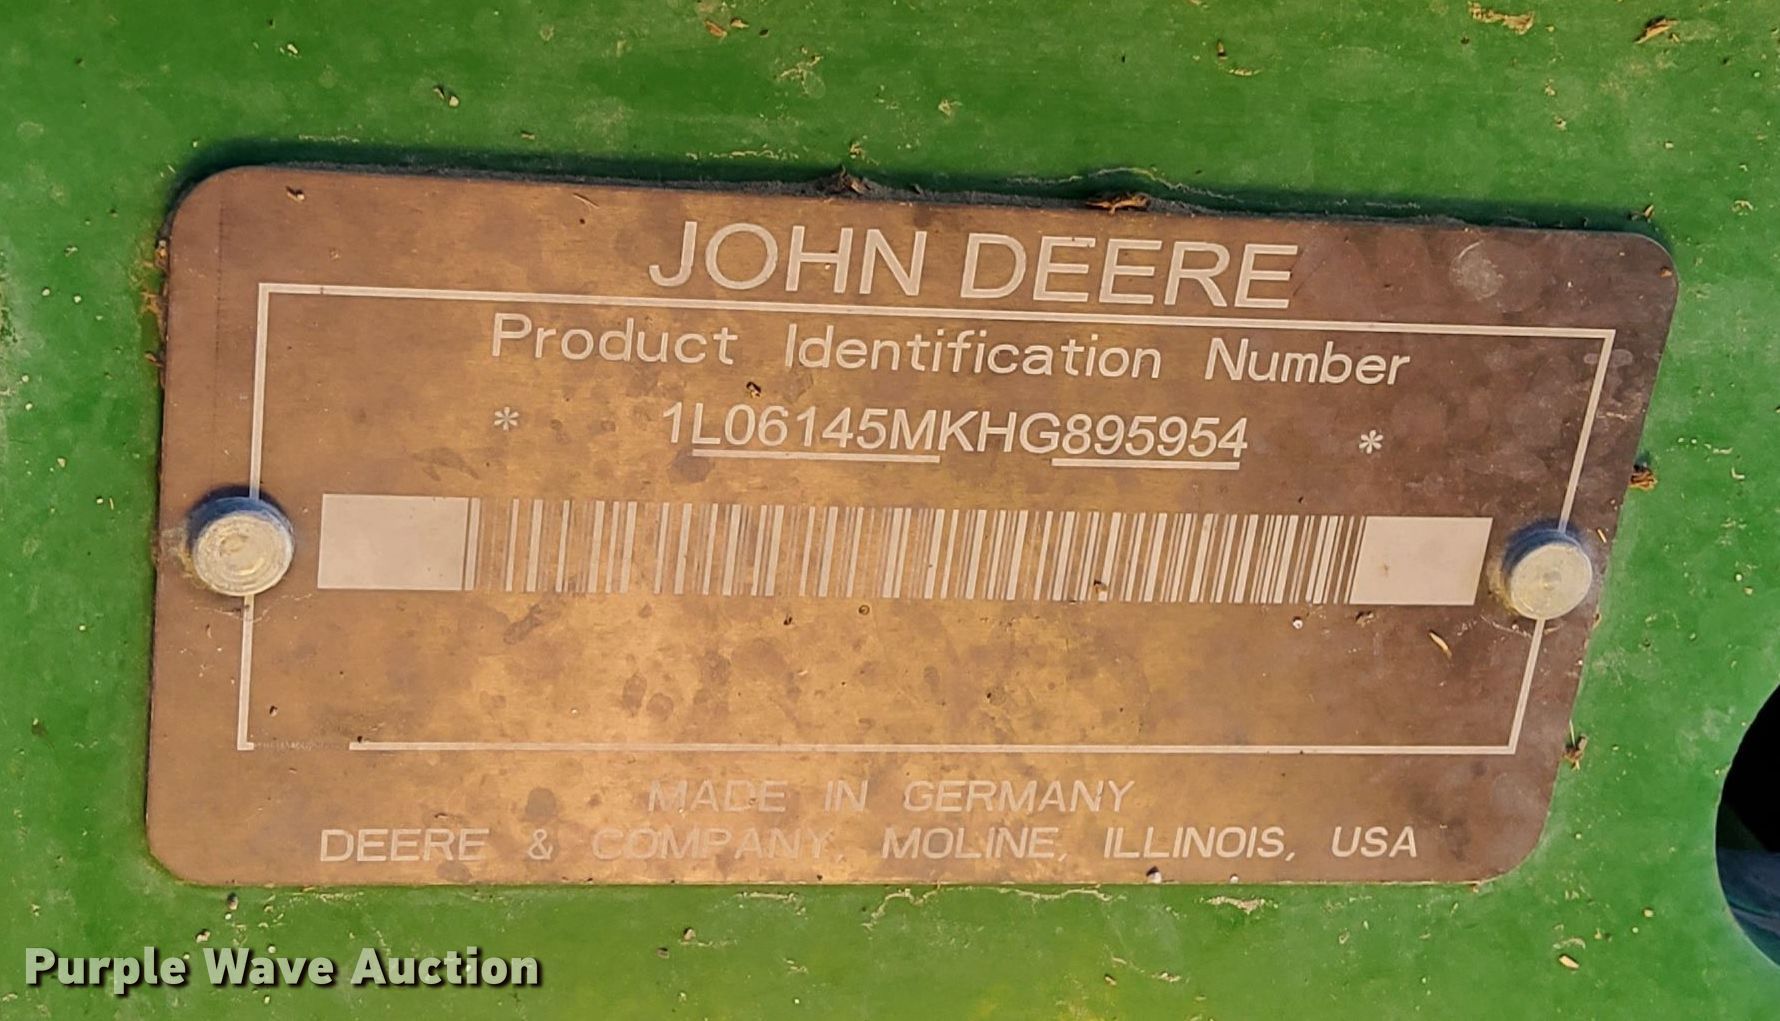 JOHN DEERE
Product Identification Number
* 1L06145MKHG895954 *
MADE IN GERMANY
DEERE & COMPANY, MOLINE, ILLINOIS, USA
Purple Wave Auction